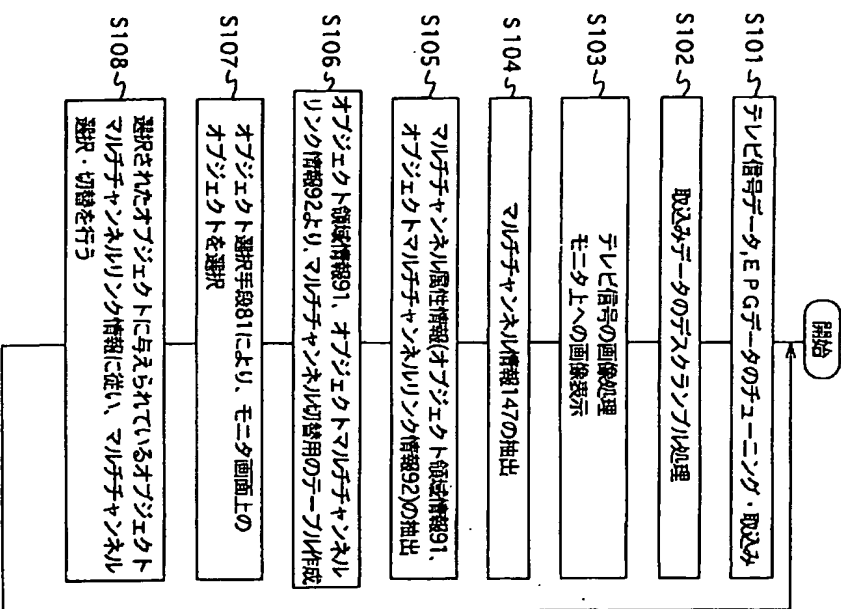 開始
S101
テレビ信号データ,EPGデータのチューニング・取込み
S102
取込みデータのデスクランブル処理
S103
テレビ信号の画像処理
モニタ上への画像表示
S104
マルチチャンネル情報147の抽出
S105
マルチチャンネル属性情報(オブジェクト領域情報91、
オブジェクトマルチチャンネルリンク情報92)の抽出
S106
オブジェクト領域情報91、オブジェクトマルチチャンネル
リンク情報92より、マルチチャンネル切替用のテーブル作成
S107
オブジェクト選択手段81により、モニタ画面上の
オブジェクトを選択
S108
選択されたオブジェクトに与えられているオブジェクト
マルチチャンネルリンク情報に従い、マルチチャンネル
選択・切替を行う